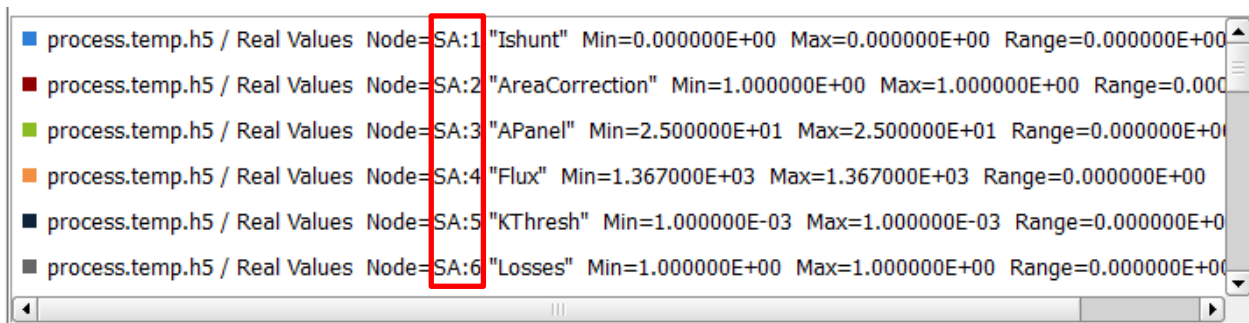 process.temp.h5 / Real Values Node=SA:1 "Ishunt" Min=0.000000E+00 Max=0.000000E+00 Range=0.000000E+00
process.temp.h5 / Real Values Node=SA:2 "AreaCorrection" Min=1.000000E+00 Max=1.000000E+00 Range=0.000
process.temp.h5 / Real Values Node=SA:3 "APanel" Min=2.500000E+01 Max=2.500000E+01 Range=0.000000E+00
process.temp.h5 / Real Values Node=SA:4 "Flux" Min=1.367000E+03 Max=1.367000E+03 Range=0.000000E+00
process.temp.h5 / Real Values Node=SA:5 "KThresh" Min=1.000000E-03 Max=1.000000E-03 Range=0.000000E+0
process.temp.h5 / Real Values Node=SA:6 "Losses" Min=1.000000E+00 Max=1.000000E+00 Range=0.000000E+00